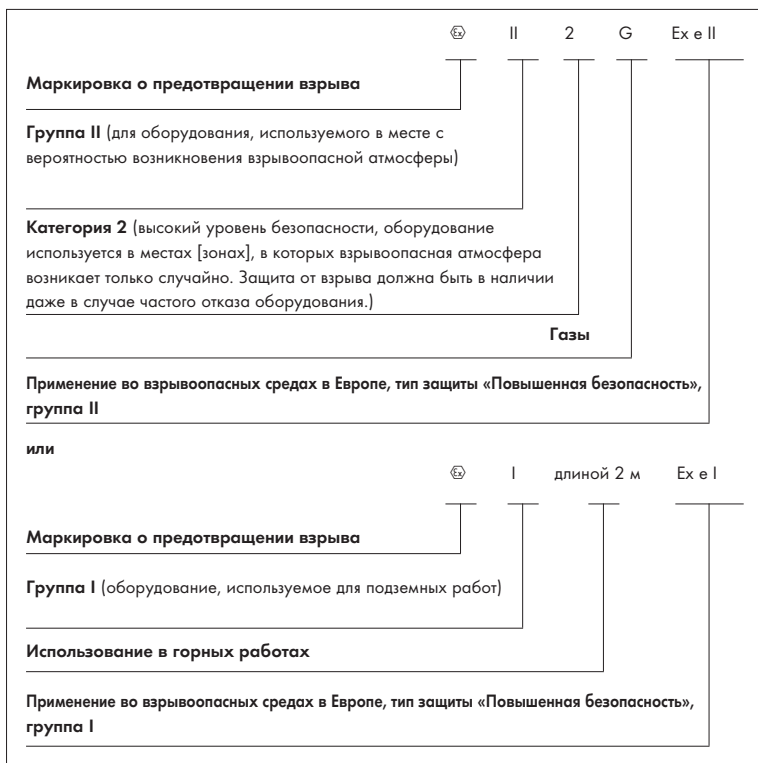 Ex II 2 G Ex e II
Маркировка о предотвращении взрыва
Группа II (для оборудования, используемого в месте с
вероятностью возникновения взрывоопасной атмосферы)
Категория 2 (высокий уровень безопасности, оборудование
используется в местах [зонах], в которых взрывоопасная атмосфера
возникает только случайно. Защита от взрыва должна быть в наличии
даже в случае частого отказа оборудования.)
Газы
Применение во взрывоопасных средах в Европе, тип защиты «Повышенная безопасность»,
группа II
или
Ex I длиной 2 м Ex e I
Маркировка о предотвращении взрыва
Группа I (оборудование, используемое для подземных работ)
Использование в горных работах
Применение во взрывоопасных средах в Европе, тип защиты «Повышенная безопасность»,
группа I